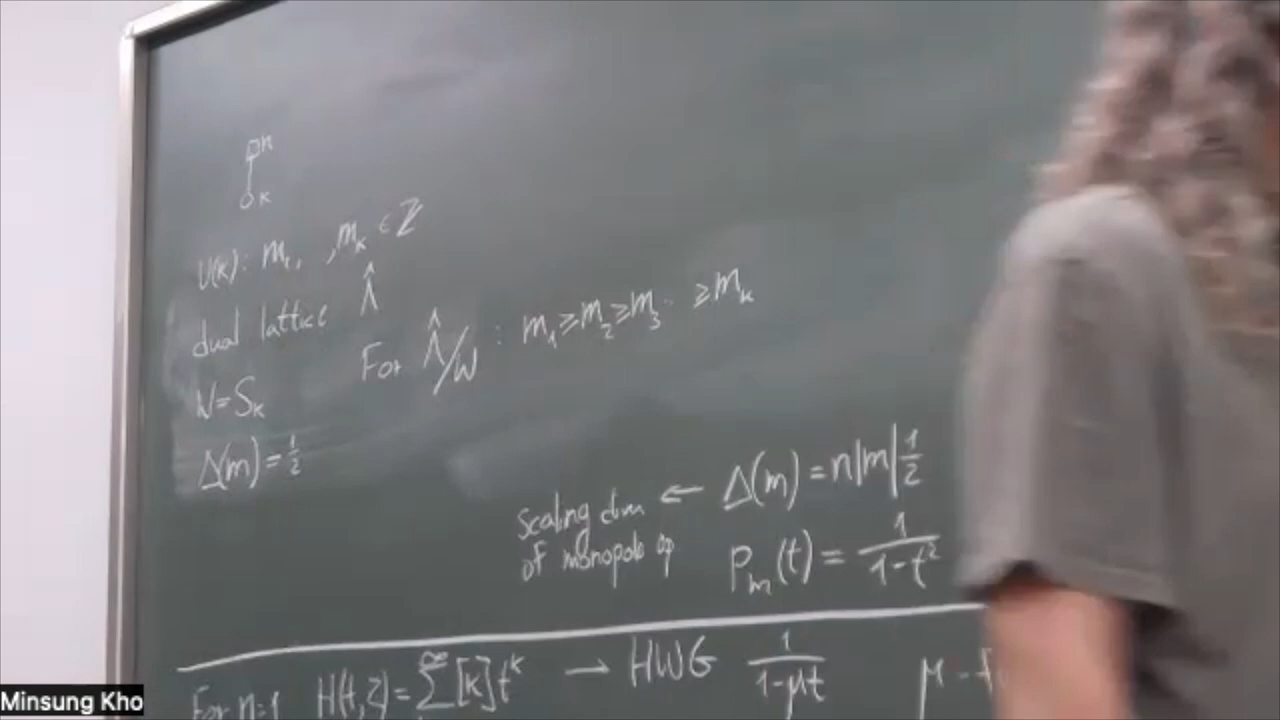 n
k
U(k): m₁, , mₖ ∈ ℤ
dual lattice Λ̂
For Λ̂/W : m₁ ≥ m₂ ≥ m₃ ≥ mₖ
W = Sₖ
Δ(m) = 1/2
scaling dim ← Δ(m) = n|m| 1/2
of monopole op Pₘ(t) = 1/(1-t²)
For n=1 H(t,z) = ∑^∞ [k]t^k → HWG 1/(1-μt) μ -
Minsung Kho